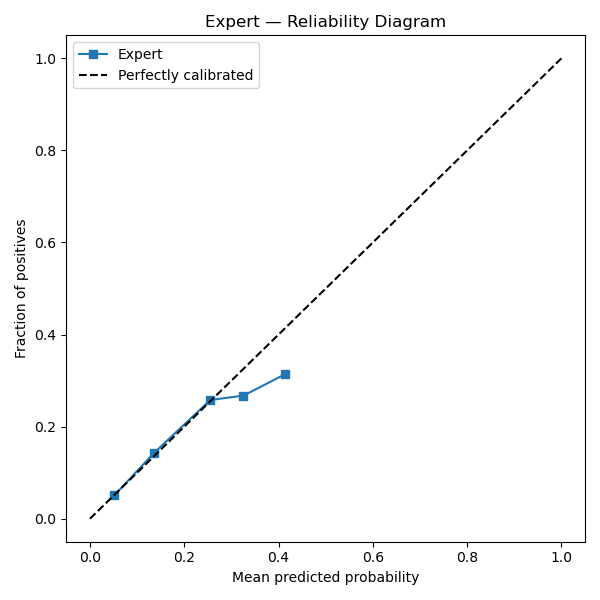 Expert — Reliability Diagram
Expert
Perfectly calibrated
Fraction of positives
1.0
0.8
0.6
0.4
0.2
0.0
0.0 0.2 0.4 0.6 0.8 1.0
Mean predicted probability